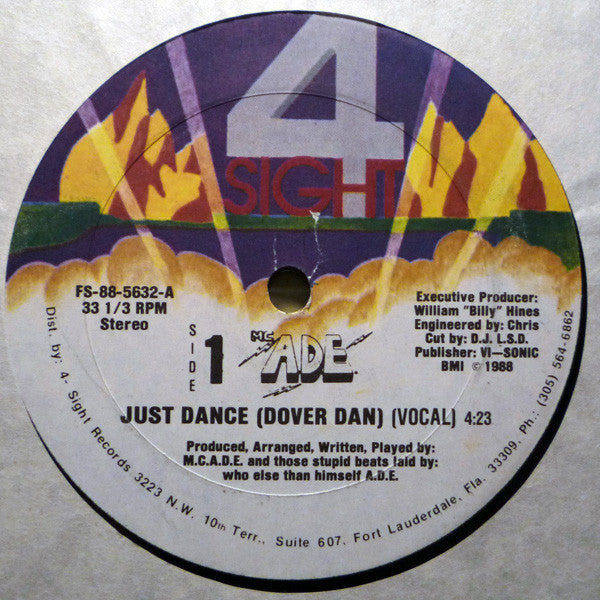 4
SIGHT
FS-88-5632-A
33 1/3 RPM
Stereo
Executive Producer:
William "Billy" Hines
Engineered by: Chris
Cut by: D.J. L.S.D.
Publisher: VI—SONIC
BMI © 1988
SIDE
1
MC ADE
JUST DANCE (DOVER DAN) (VOCAL) 4:23
Produced, Arranged, Written, Played by:
M.C.A.D.E. and those stupid beats laid by:
who else than himself A.D.E.
Dist. by: 4- Sight Records 3223 N.W. 10th Terr., Suite 607, Fort Lauderdale, Fla. 33309, Ph.: (305) 564-6862